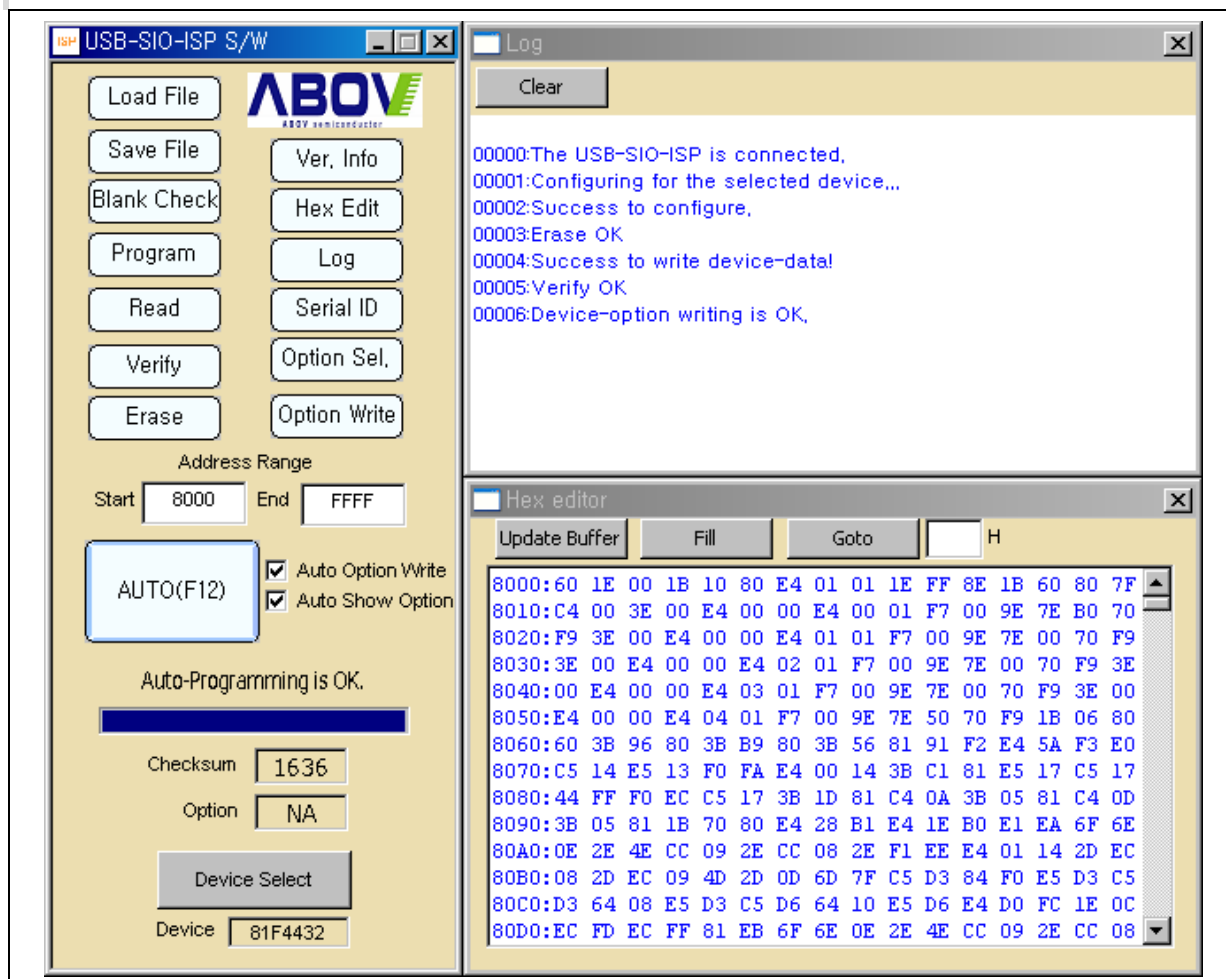 ISP USB-SIO-ISP S/W
Load File
ABOV
ABOV semiconductor
Save File
Ver. Info
Blank Check
Hex Edit
Program
Log
Read
Serial ID
Verify
Option Sel.
Erase
Option Write
Address Range
Start 8000 End FFFF
AUTO(F12)
Auto Option Write
Auto Show Option
Auto-Programming is OK.
Checksum 1636
Option NA
Device Select
Device 81F4432
Log
Clear
00000:The USB-SIO-ISP is connected.
00001:Configuring for the selected device...
00002:Success to configure.
00003:Erase OK
00004:Success to write device-data!
00005:Verify OK
00006:Device-option writing is OK.
Hex editor
Update Buffer Fill Goto H
8000:60 1E 00 1B 10 80 E4 01 01 1E FF 8E 1B 60 80 7F
8010:C4 00 3E 00 E4 00 00 E4 00 01 F7 00 9E 7E B0 70
8020:F9 3E 00 E4 00 00 E4 01 01 F7 00 9E 7E 00 70 F9
8030:3E 00 E4 00 00 E4 02 01 F7 00 9E 7E 00 70 F9 3E
8040:00 E4 00 00 E4 03 01 F7 00 9E 7E 00 70 F9 3E 00
8050:E4 00 00 E4 04 01 F7 00 9E 7E 50 70 F9 1B 06 80
8060:60 3B 96 80 3B B9 80 3B 56 81 91 F2 E4 5A F3 E0
8070:C5 14 E5 13 F0 FA E4 00 14 3B C1 81 E5 17 C5 17
8080:44 FF F0 EC C5 17 3B 1D 81 C4 0A 3B 05 81 C4 0D
8090:3B 05 81 1B 70 80 E4 28 B1 E4 1E B0 E1 EA 6F 6E
80A0:0E 2E 4E CC 09 2E CC 08 2E F1 EE E4 01 14 2D EC
80B0:08 2D EC 09 4D 2D 0D 6D 7F C5 D3 84 F0 E5 D3 C5
80C0:D3 64 08 E5 D3 C5 D6 64 10 E5 D6 E4 D0 FC 1E 0C
80D0:EC FD EC FF 81 EB 6F 6E 0E 2E 4E CC 09 2E CC 08